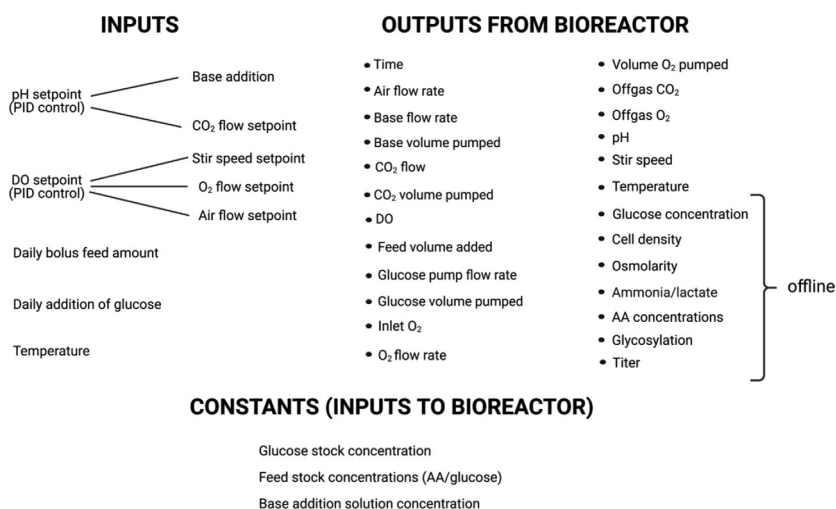 INPUTS
pH setpoint
(PID control)
Base addition
CO₂ flow setpoint
DO setpoint
(PID control)
Stir speed setpoint
O₂ flow setpoint
Air flow setpoint
Daily bolus feed amount
Daily addition of glucose
Temperature
OUTPUTS FROM BIOREACTOR
• Time
• Air flow rate
• Base flow rate
• Base volume pumped
• CO₂ flow
• CO₂ volume pumped
• DO
• Feed volume added
• Glucose pump flow rate
• Glucose volume pumped
• Inlet O₂
• O₂ flow rate
• Volume O₂ pumped
• Offgas CO₂
• Offgas O₂
• pH
• Stir speed
• Temperature
• Glucose concentration
• Cell density
• Osmolarity
• Ammonia/lactate
• AA concentrations
• Glycosylation
• Titer
offline
CONSTANTS (INPUTS TO BIOREACTOR)
Glucose stock concentration
Feed stock concentrations (AA/glucose)
Base addition solution concentration